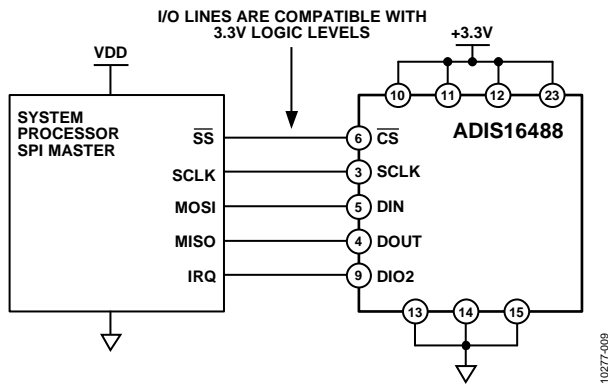 I/O LINES ARE COMPATIBLE WITH
3.3V LOGIC LEVELS
VDD
+3.3V
10
11
12
23
SYSTEM
PROCESSOR
SPI MASTER
ADIS16488
SS
6
CS
SCLK
3
SCLK
MOSI
5
DIN
MISO
4
DOUT
IRQ
9
DIO2
13
14
15
10277-009